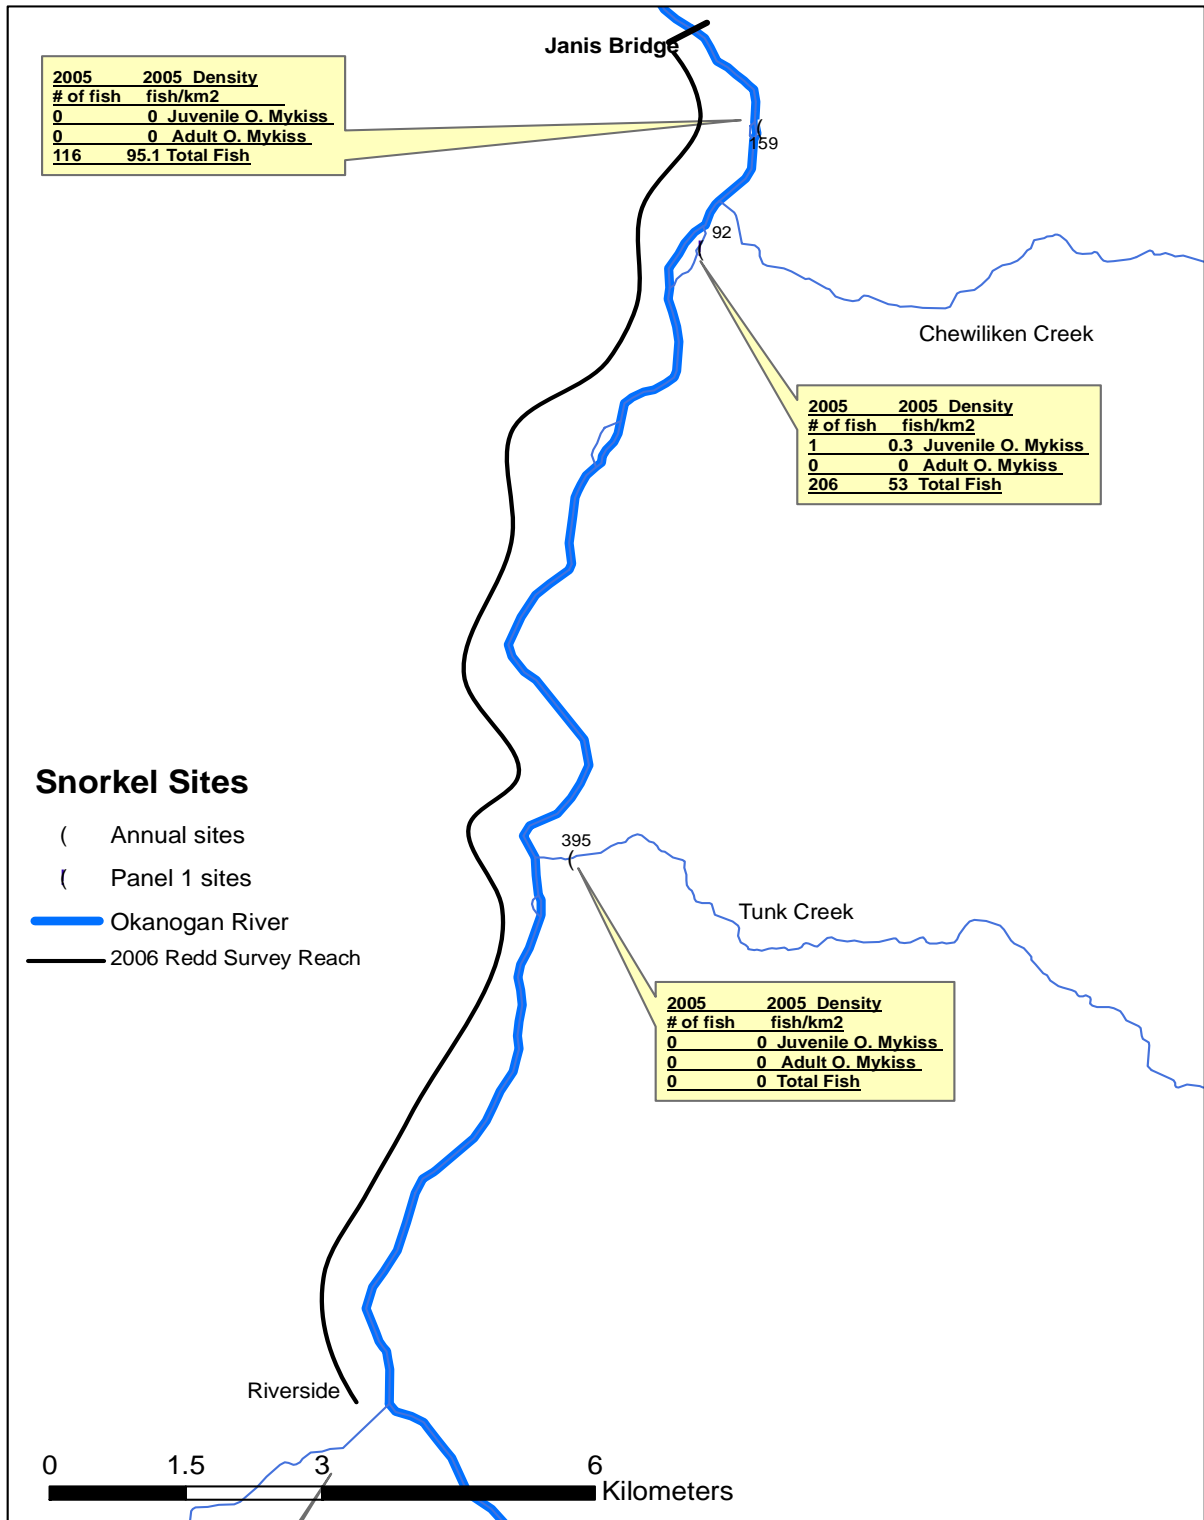 Janis Bridge
2005 2005 Density
# of fish fish/km2
0 0 Juvenile O. Mykiss
0 0 Adult O. Mykiss
116 95.1 Total Fish
159
92
Chewiliken Creek
2005 2005 Density
# of fish fish/km2
1 0.3 Juvenile O. Mykiss
0 0 Adult O. Mykiss
206 53 Total Fish
Snorkel Sites
( Annual sites
( Panel 1 sites
Okanogan River
2006 Redd Survey Reach
395
Tunk Creek
2005 2005 Density
# of fish fish/km2
0 0 Juvenile O. Mykiss
0 0 Adult O. Mykiss
0 0 Total Fish
Riverside
0 1.5 3 6
Kilometers